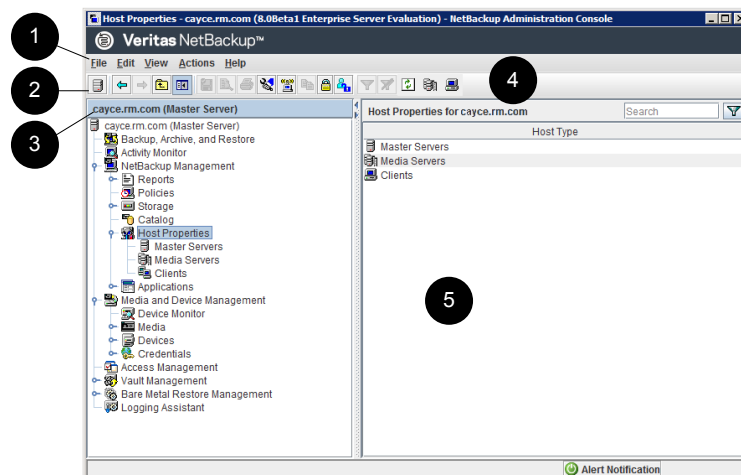 Host Properties - cayce.rm.com (8.0Beta1 Enterprise Server Evaluation) - NetBackup Administration Console
Veritas NetBackup™
1
File Edit View Actions Help
2
4
3
cayce.rm.com (Master Server)
Host Properties for cayce.rm.com
Search
cayce.rm.com (Master Server)
Backup, Archive, and Restore
Activity Monitor
NetBackup Management
Reports
Policies
Storage
Catalog
Host Properties
Master Servers
Media Servers
Clients
Applications
Media and Device Management
Device Monitor
Media
Devices
Credentials
Access Management
Vault Management
Bare Metal Restore Management
Logging Assistant
Host Type
Master Servers
Media Servers
Clients
5
Alert Notification